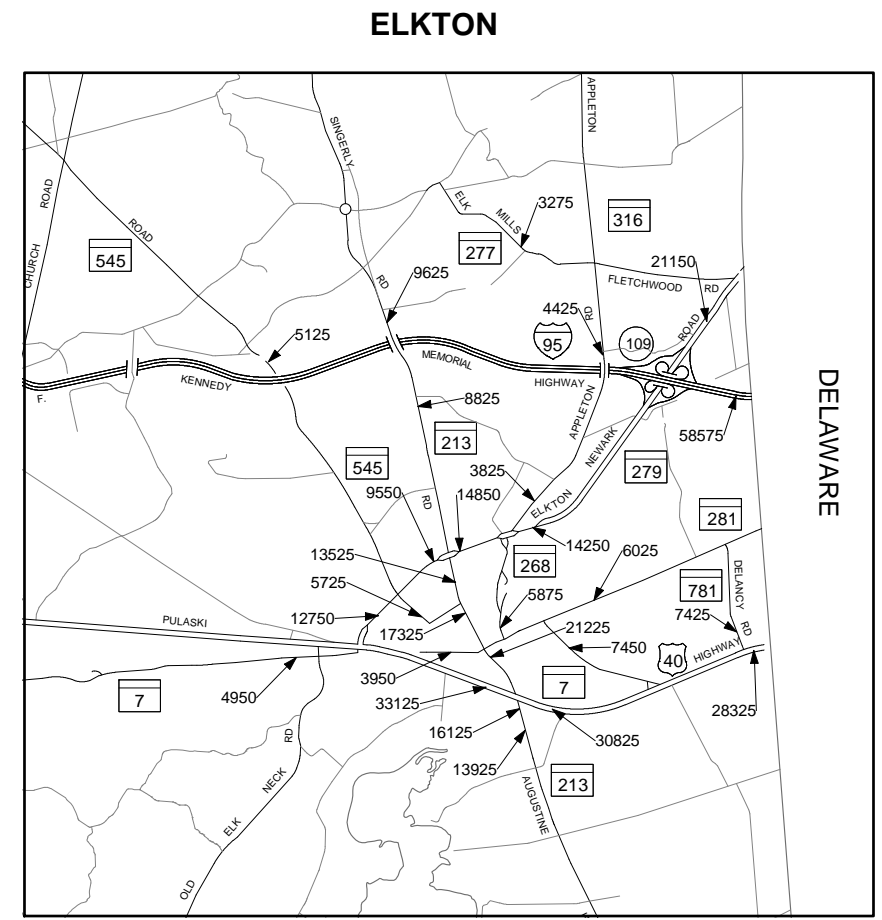 ELKTON
APPLETON
SINGERLY
ROAD
ELK
MILLS
3275
316
ROAD
277
545
CHURCH
21150
FLETCHWOOD
RD
RD
9625
4425
RD
95
109
ROAD
5125
MEMORIAL
F.
KENNEDY
HIGHWAY
8825
APPLETON
58575
DELAWARE
213
NEWARK
545
3825
279
9550
RD
14850
ELKTON
281
13525
14250
268
6025
5725
5875
781
DELANCY
12750
7425
PULASKI
17325
21225
RD
7450
40
HIGHWAY
3950
7
7
4950
33125
28325
16125
RD
30825
13925
NECK
213
AUGUSTINE
ELK
OLD